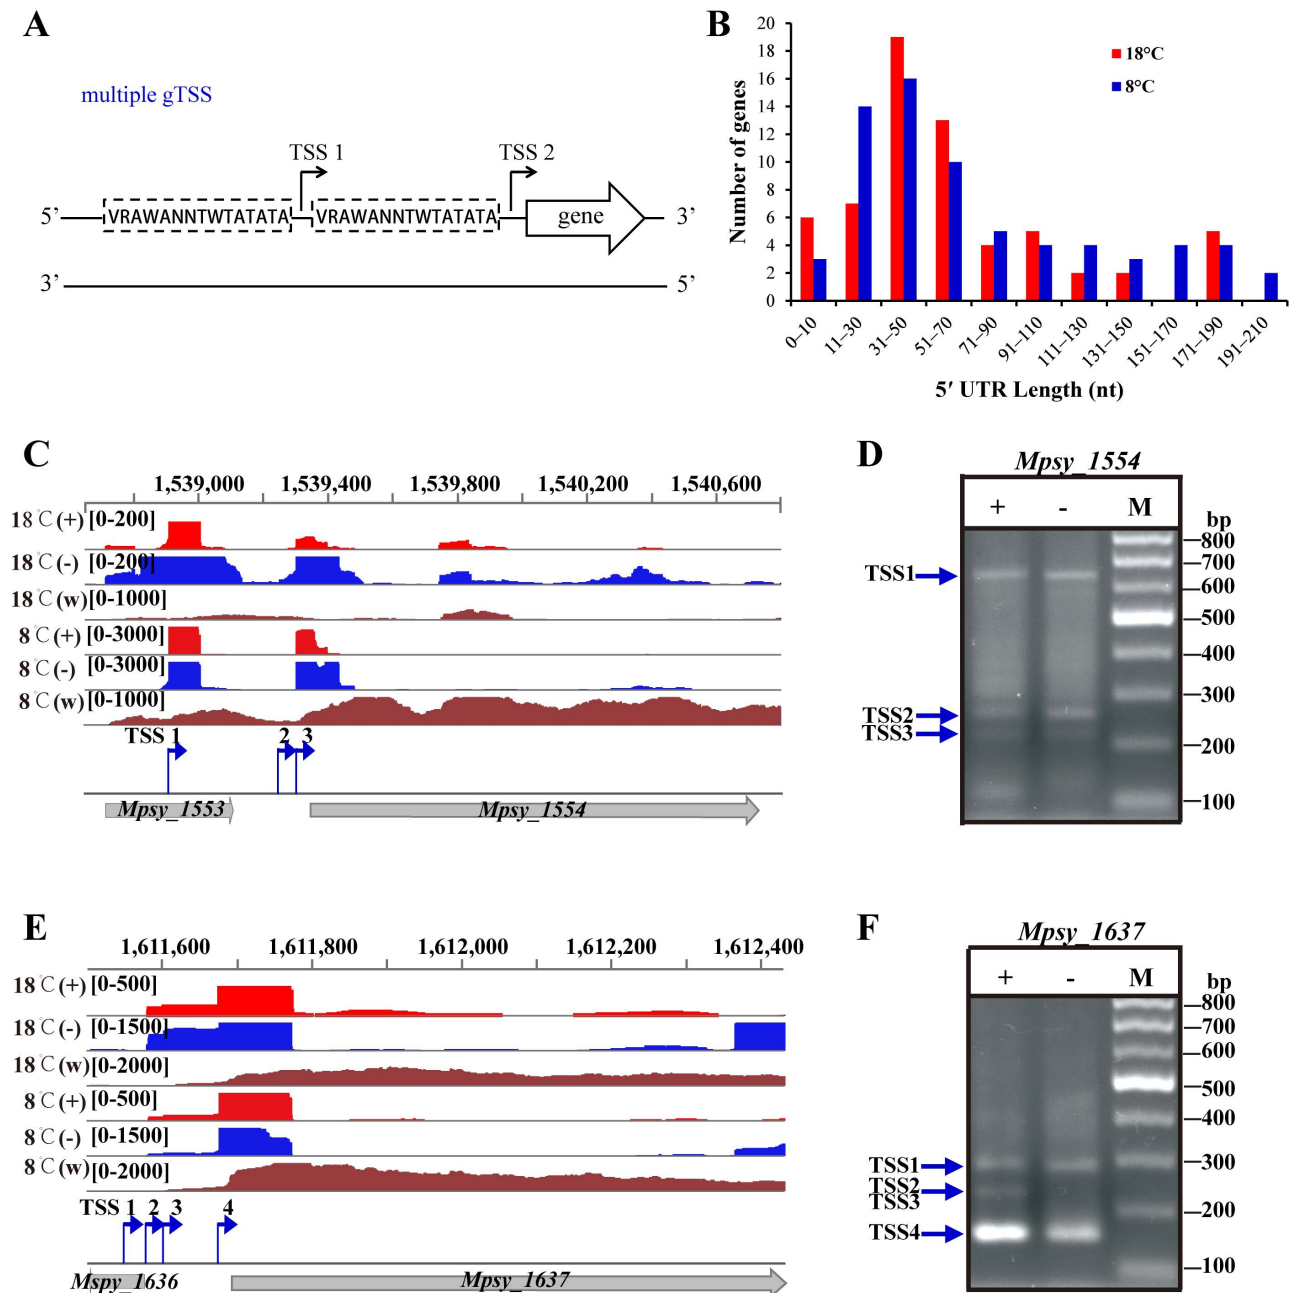 A
multiple gTSS
TSS 1
TSS 2
5’
VRAWANNTWTATATA
VRAWANNTWTATATA
gene
3’
3’
5’
B
Number of genes
20
18
16
14
12
10
8
6
4
2
0
18°C
8°C
0–10
11–30
31–50
51–70
71–90
91–110
111–130
131–150
151–170
171–190
191–210
5′ UTR Length (nt)
C
1,539,000 1,539,400 1,539,800 1,540,200 1,540,600
18℃(+) [0-200]
18℃(-) [0-200]
18℃(w) [0-1000]
8℃(+) [0-3000]
8℃(-) [0-3000]
8℃(w) [0-1000]
TSS 1 2 3
Mpsy_1553 Mpsy_1554
D
Mpsy_1554
+ - M
bp
800
700
600
500
400
300
200
100
TSS1
TSS2
TSS3
E
1,611,600 1,611,800 1,612,000 1,612,200 1,612,400
18℃(+) [0-500]
18℃(-) [0-1500]
18℃(w) [0-2000]
8℃(+) [0-500]
8℃(-) [0-1500]
8℃(w) [0-2000]
TSS 1 2 3 4
Mspy_1636 Mpsy_1637
F
Mpsy_1637
+ - M
bp
800
700
600
500
400
300
200
100
TSS1
TSS2
TSS3
TSS4